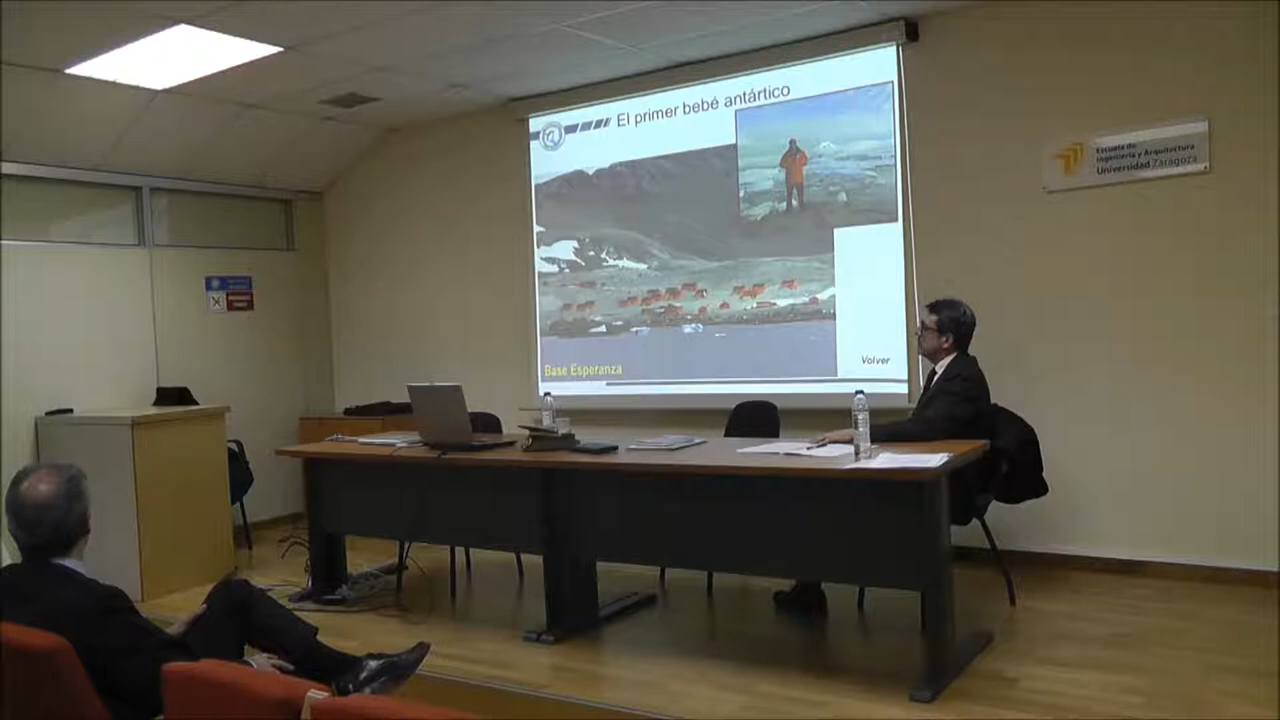 El primer bebé antártico
Base Esperanza
Volver
Escuela de
Ingeniería y Arquitectura
Universidad Zaragoza